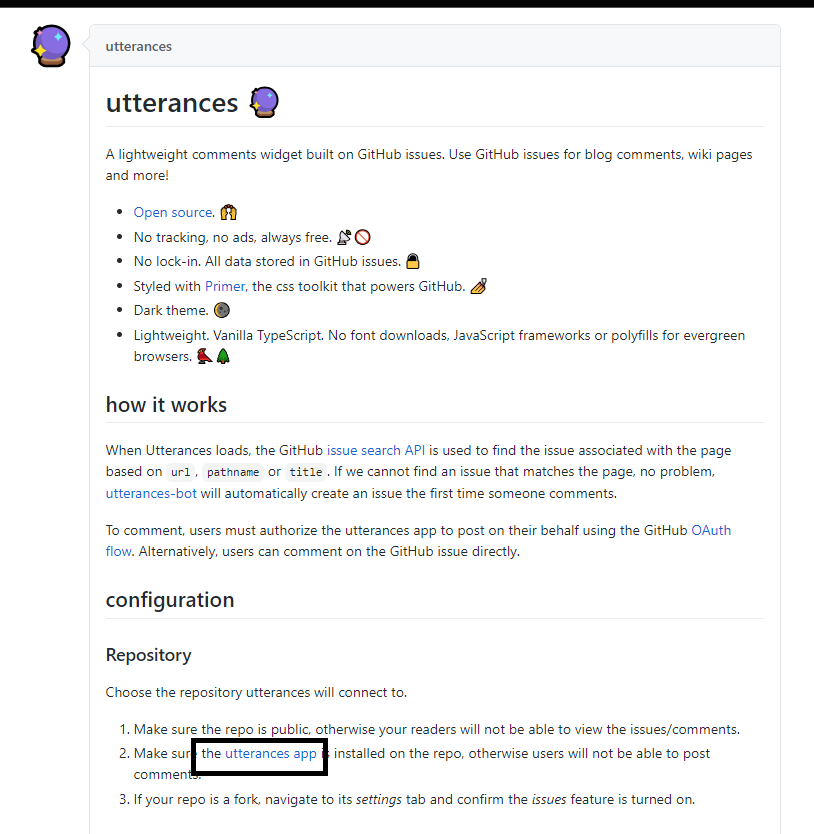 utterances
utterances
A lightweight comments widget built on GitHub issues. Use GitHub issues for blog comments, wiki pages
and more!
Open source.
No tracking, no ads, always free.
No lock-in. All data stored in GitHub issues.
Styled with Primer, the css toolkit that powers GitHub.
Dark theme.
Lightweight. Vanilla TypeScript. No font downloads, JavaScript frameworks or polyfills for evergreen
browsers.
how it works
When Utterances loads, the GitHub issue search API is used to find the issue associated with the page
based on url, pathname or title. If we cannot find an issue that matches the page, no problem,
utterances-bot will automatically create an issue the first time someone comments.
To comment, users must authorize the utterances app to post on their behalf using the GitHub OAuth
flow. Alternatively, users can comment on the GitHub issue directly.
configuration
Repository
Choose the repository utterances will connect to.
1. Make sure the repo is public, otherwise your readers will not be able to view the issues/comments.
2. Make sure the utterances app is installed on the repo, otherwise users will not be able to post
comments.
3. If your repo is a fork, navigate to its settings tab and confirm the issues feature is turned on.